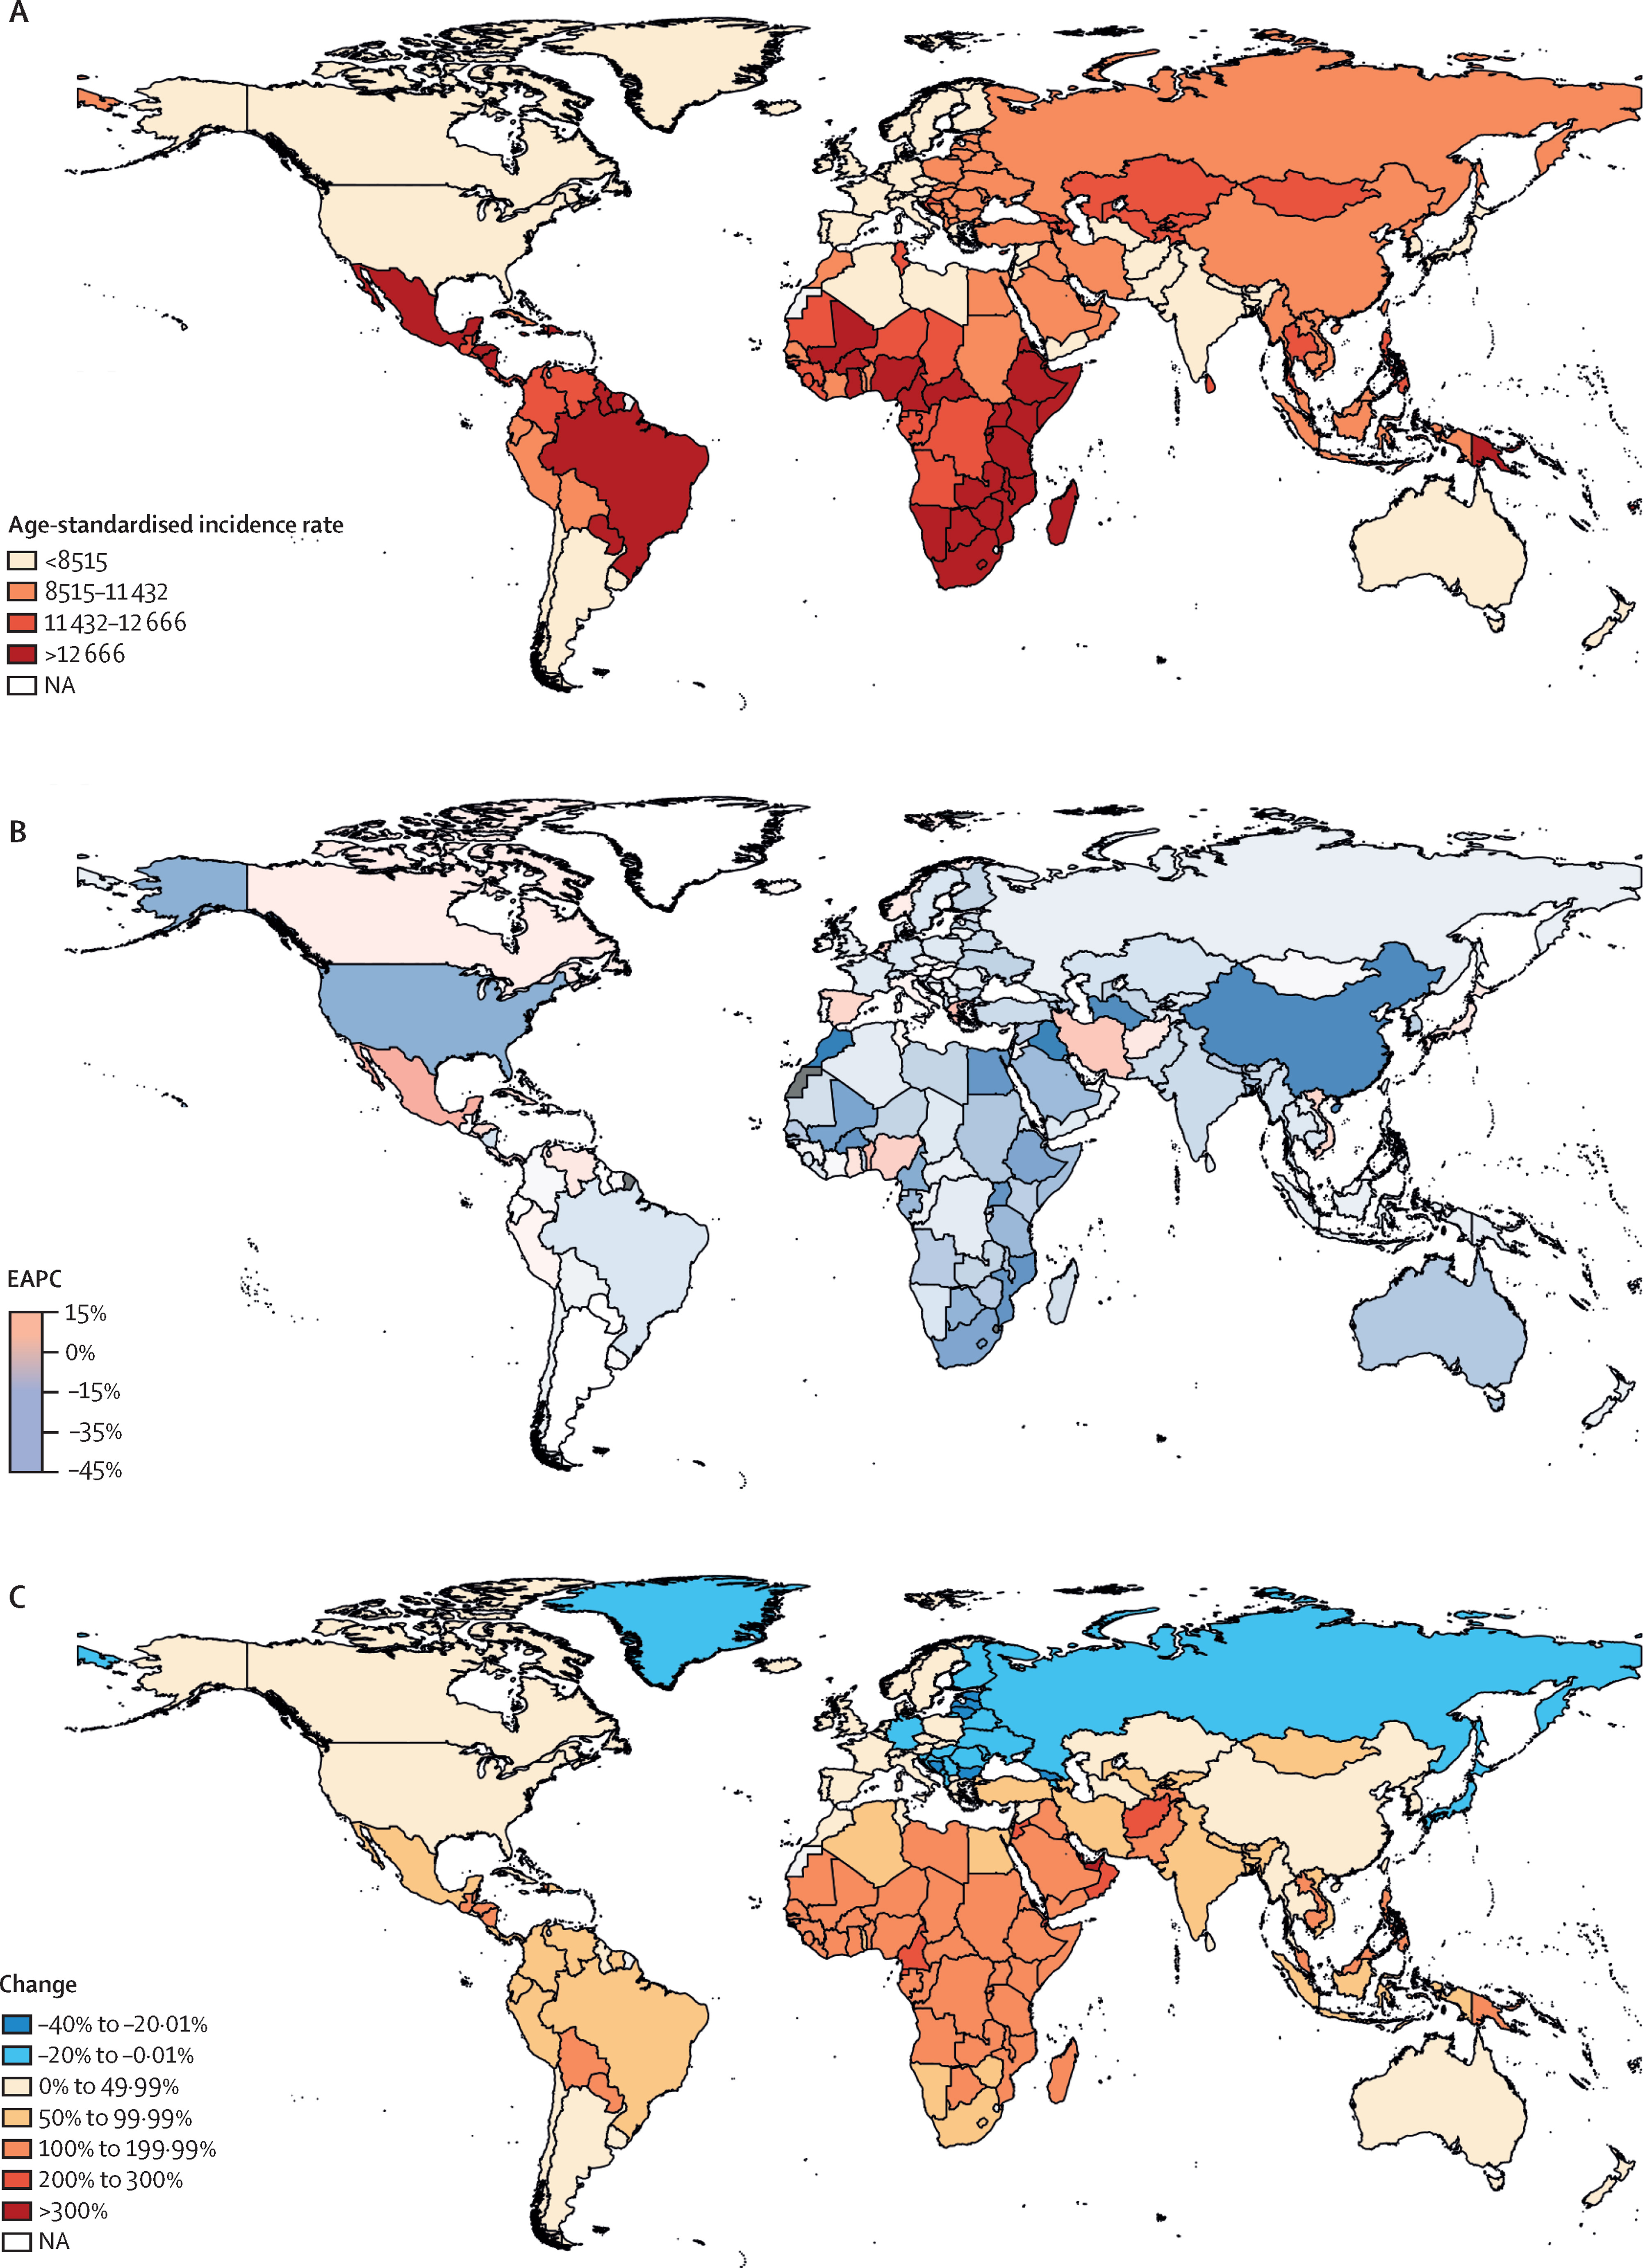 A
Age-standardised incidence rate
<8515
8515–11 432
11 432–12 666
>12 666
NA
B
EAPC
15%
0%
–15%
–35%
–45%
C
Change
–40% to –20·01%
–20% to –0·01%
0% to 49·99%
50% to 99·99%
100% to 199·99%
200% to 300%
>300%
NA